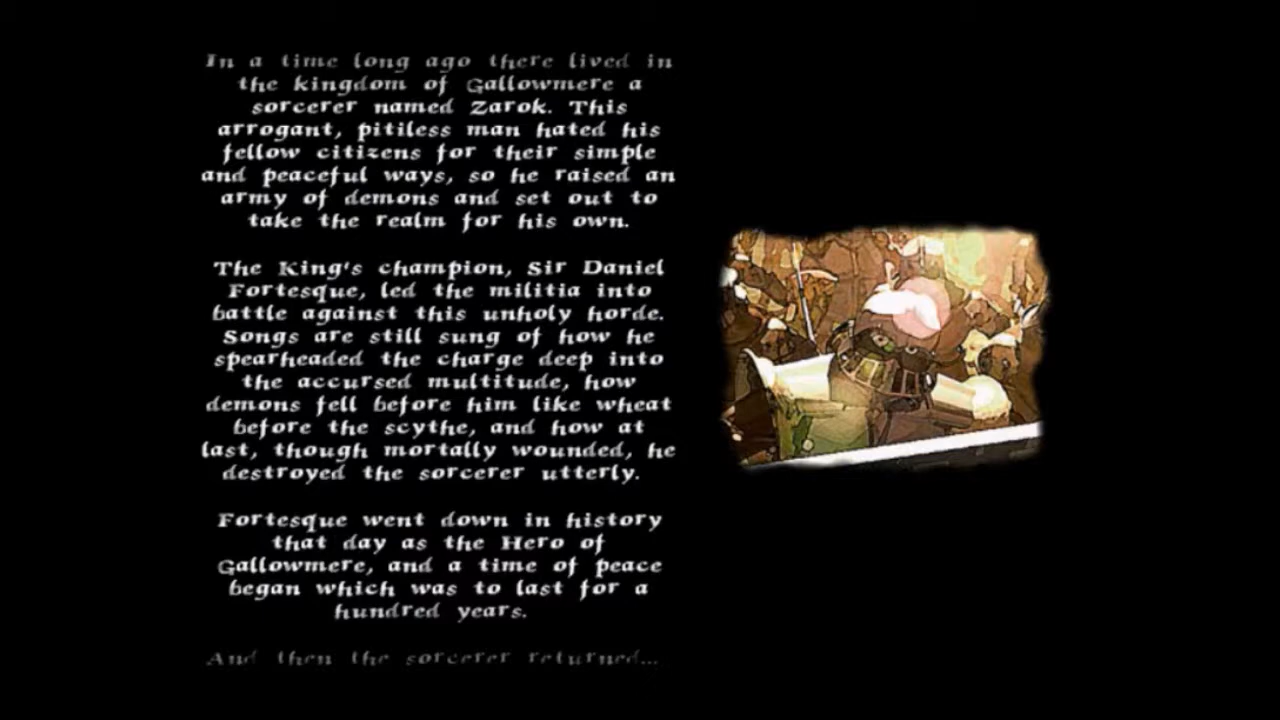 In a time long ago there lived in
the kingdom of Gallowmere a
sorcerer named Zarok. This
arrogant, pitiless man hated his
fellow citizens for their simple
and peaceful ways, so he raised an
army of demons and set out to
take the realm for his own.
The King's champion, Sir Daniel
Fortesque, led the militia into
battle against this unholy horde.
Songs are still sung of how he
spearheaded the charge deep into
the accursed multitude, how
demons fell before him like wheat
before the scythe, and how at
last, though mortally wounded, he
destroyed the sorcerer utterly.
Fortesque went down in history
that day as the Hero of
Gallowmere, and a time of peace
began which was to last for a
hundred years.
And then the sorcerer returned...